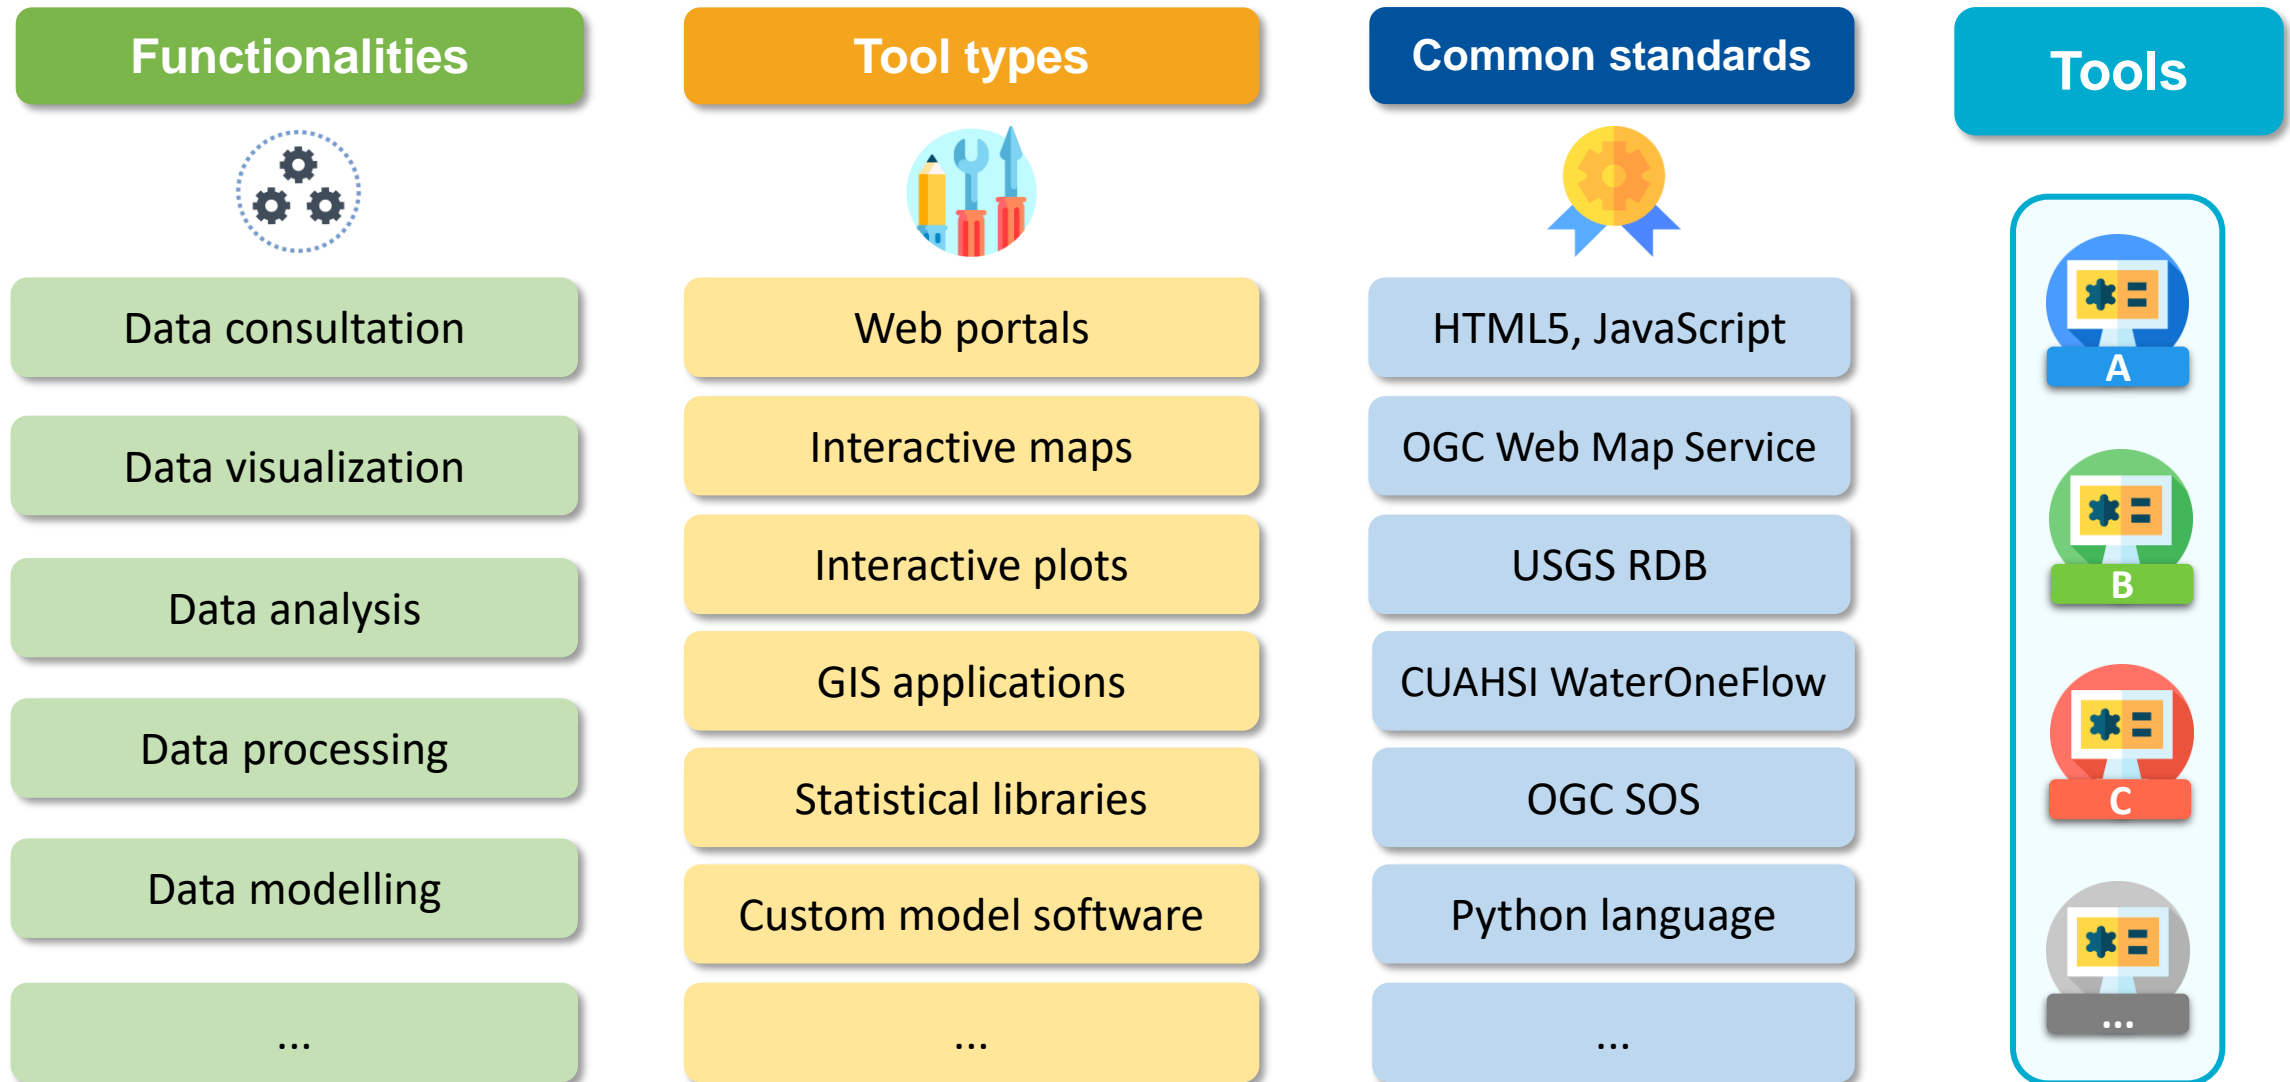 Functionalities
Data consultation
Data visualization
Data analysis
Data processing
Data modelling
...
Tool types
Web portals
Interactive maps
Interactive plots
GIS applications
Statistical libraries
Custom model software
...
Common standards
HTML5, JavaScript
OGC Web Map Service
USGS RDB
CUAHSI WaterOneFlow
OGC SOS
Python language
...
Tools
A
B
C
...